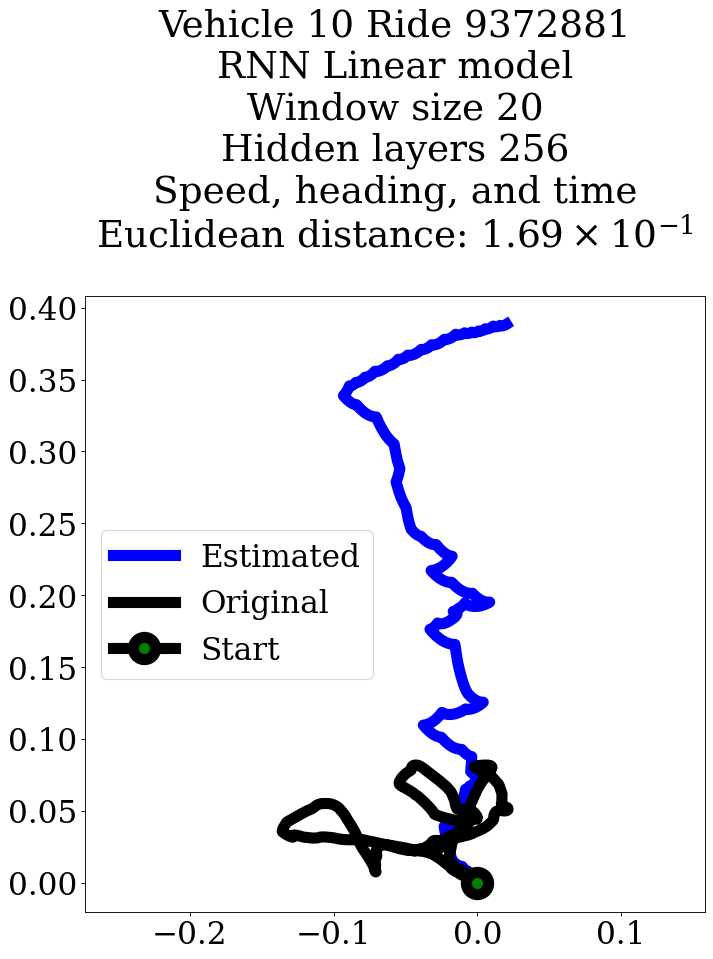 Vehicle 10 Ride 9372881
RNN Linear model
Window size 20
Hidden layers 256
Speed, heading, and time
Euclidean distance: 1.69 × 10⁻¹
0.40
0.35
0.30
0.25
0.20
0.15
0.10
0.05
0.00
Estimated
Original
Start
−0.2 −0.1 0.0 0.1